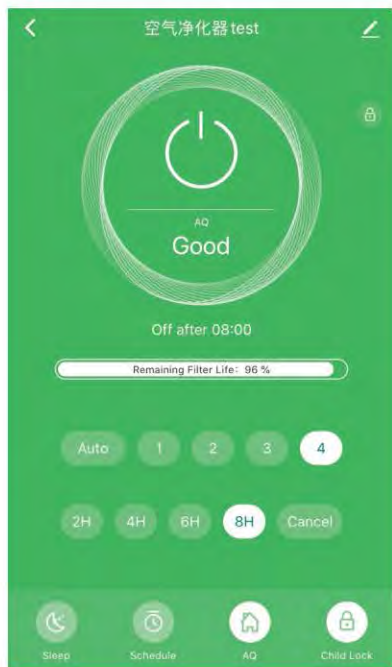 空气净化器test
AQ
Good
Off after 08:00
Remaining Filter Life: 96 %
Auto 1 2 3 4
2H 4H 6H 8H Cancel
Sleep Schedule AQ Child Lock